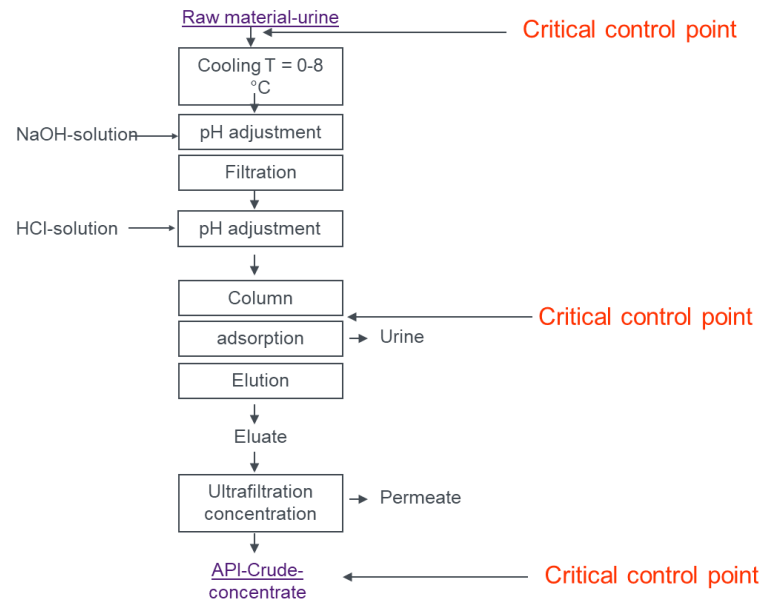 Raw material-urine
Critical control point
Cooling T = 0-8
°C
NaOH-solution
pH adjustment
Filtration
HCl-solution
pH adjustment
Column
Critical control point
adsorption
Urine
Elution
Eluate
Ultrafiltration
concentration
Permeate
API-Crude-
concentrate
Critical control point